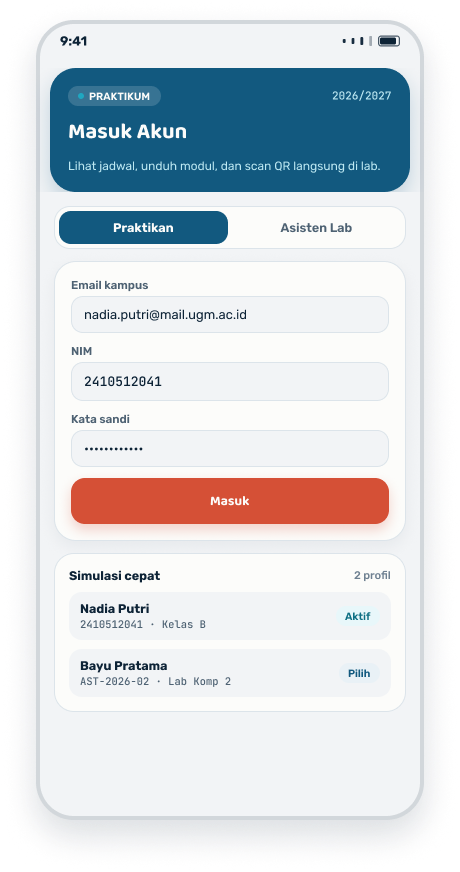 9:41
PRAKTIKUM
2026/2027
Masuk Akun
Lihat jadwal, unduh modul, dan scan QR langsung di lab.
Praktikan
Asisten Lab
Email kampus
nadia.putri@mail.ugm.ac.id
NIM
2410512041
Kata sandi
••••••••••••
Masuk
Simulasi cepat
2 profil
Nadia Putri
2410512041 · Kelas B
Aktif
Bayu Pratama
AST-2026-02 · Lab Komp 2
Pilih